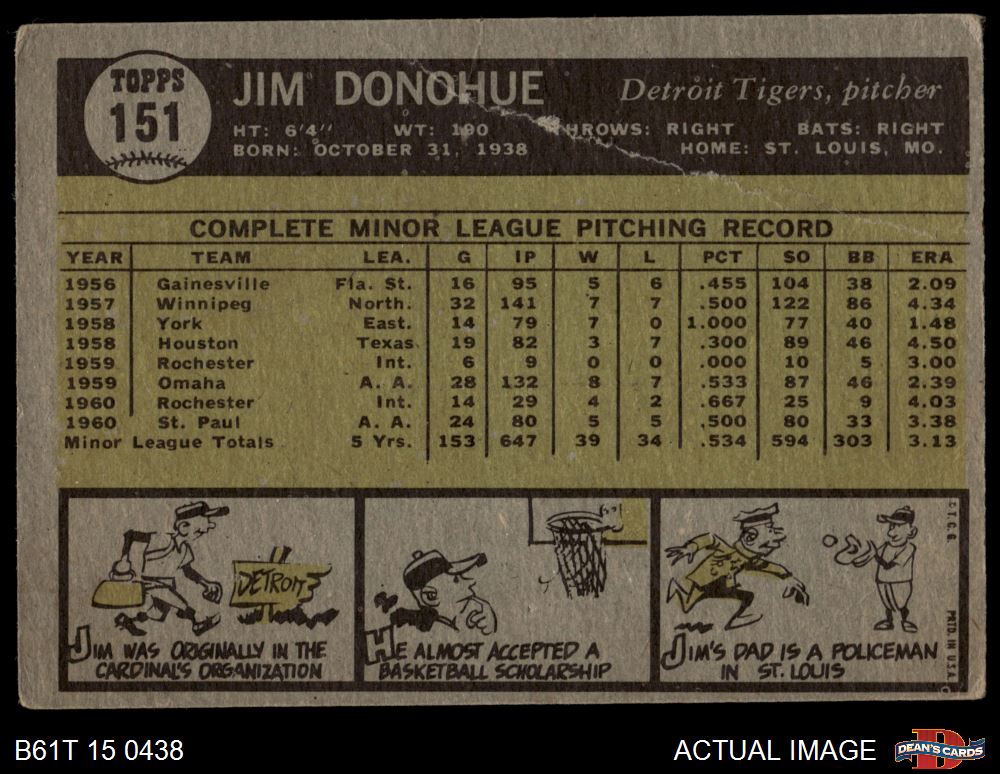 TOPPS
151
JIM DONOHUE
Detroit Tigers, pitcher
HT: 6'4" WT: 190 THROWS: RIGHT BATS: RIGHT
BORN: OCTOBER 31, 1938 HOME: ST. LOUIS, MO.
COMPLETE MINOR LEAGUE PITCHING RECORD
YEAR TEAM LEA. G IP W L PCT SO BB ERA
1956 Gainesville Fla. St. 16 95 5 6 .455 104 38 2.09
1957 Winnipeg North. 32 141 7 7 .500 122 86 4.34
1958 York East. 14 79 7 0 1.000 77 40 1.48
1958 Houston Texas 19 82 3 7 .300 89 46 4.50
1959 Rochester Int. 6 9 0 0 .000 10 5 3.00
1959 Omaha A. A. 28 132 8 7 .533 87 46 2.39
1960 Rochester Int. 14 29 4 2 .667 25 9 4.03
1960 St. Paul A. A. 24 80 5 5 .500 80 33 3.38
Minor League Totals 5 Yrs. 153 647 39 34 .534 594 303 3.13
DETROIT
JIM WAS ORIGINALLY IN THE
CARDINAL'S ORGANIZATION
HE ALMOST ACCEPTED A
BASKETBALL SCHOLARSHIP
JIM'S DAD IS A POLICEMAN
IN ST. LOUIS
© T. C. G.
PRTD. IN U.S.A.
B61T 15 0438
ACTUAL IMAGE
DEAN'S CARDS